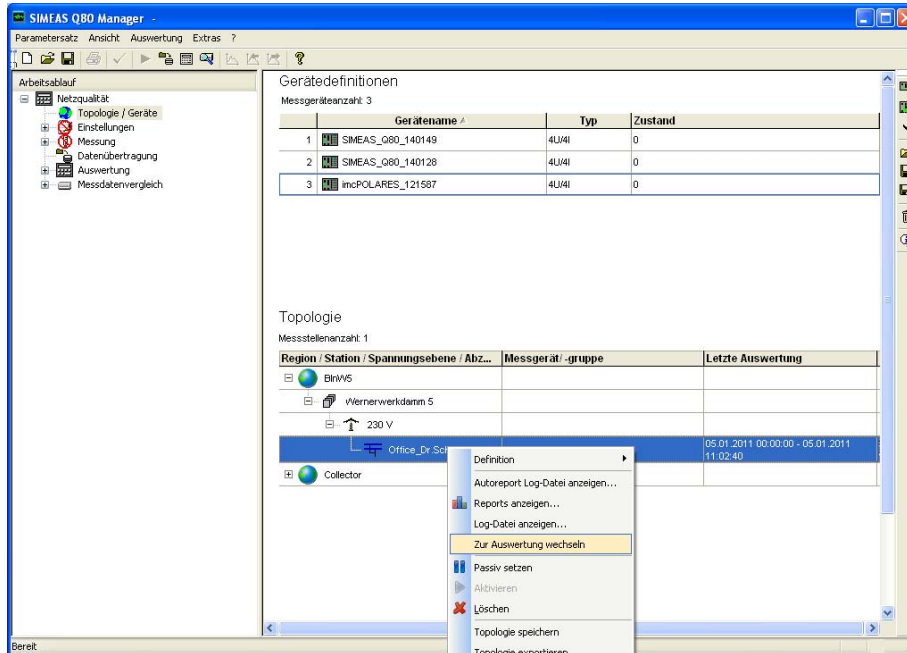 SIMEAS Q80 Manager -
Parametersatz Ansicht Auswertung Extras ?
Arbeitsablauf
Netzqualität
Topologie / Geräte
Einstellungen
Messung
Datenübertragung
Auswertung
Messdatenvergleich
Gerätedefinitionen
Messgeräteanzahl: 3
Gerätename Typ Zustand
1 SIMEAS_Q80_140149 4U/4I 0
2 SIMEAS_Q80_140128 4U/4I 0
3 imcPOLARES_121587 4U/4I 0
Topologie
Messstellenanzahl: 1
Region / Station / Spannungsebene / Abz... Messgerät/ -gruppe Letzte Auswertung
BlnW5
Wernerwerkdamm 5
230 V
Office_Dr.Sch 05.01.2011 00:00:00 - 05.01.2011
11:02:40
Collector
Definition
Autoreport Log-Datei anzeigen...
Reports anzeigen...
Log-Datei anzeigen...
Zur Auswertung wechseln
Passiv setzen
Aktivieren
Löschen
Topologie speichern
Topologie exportieren
Bereit